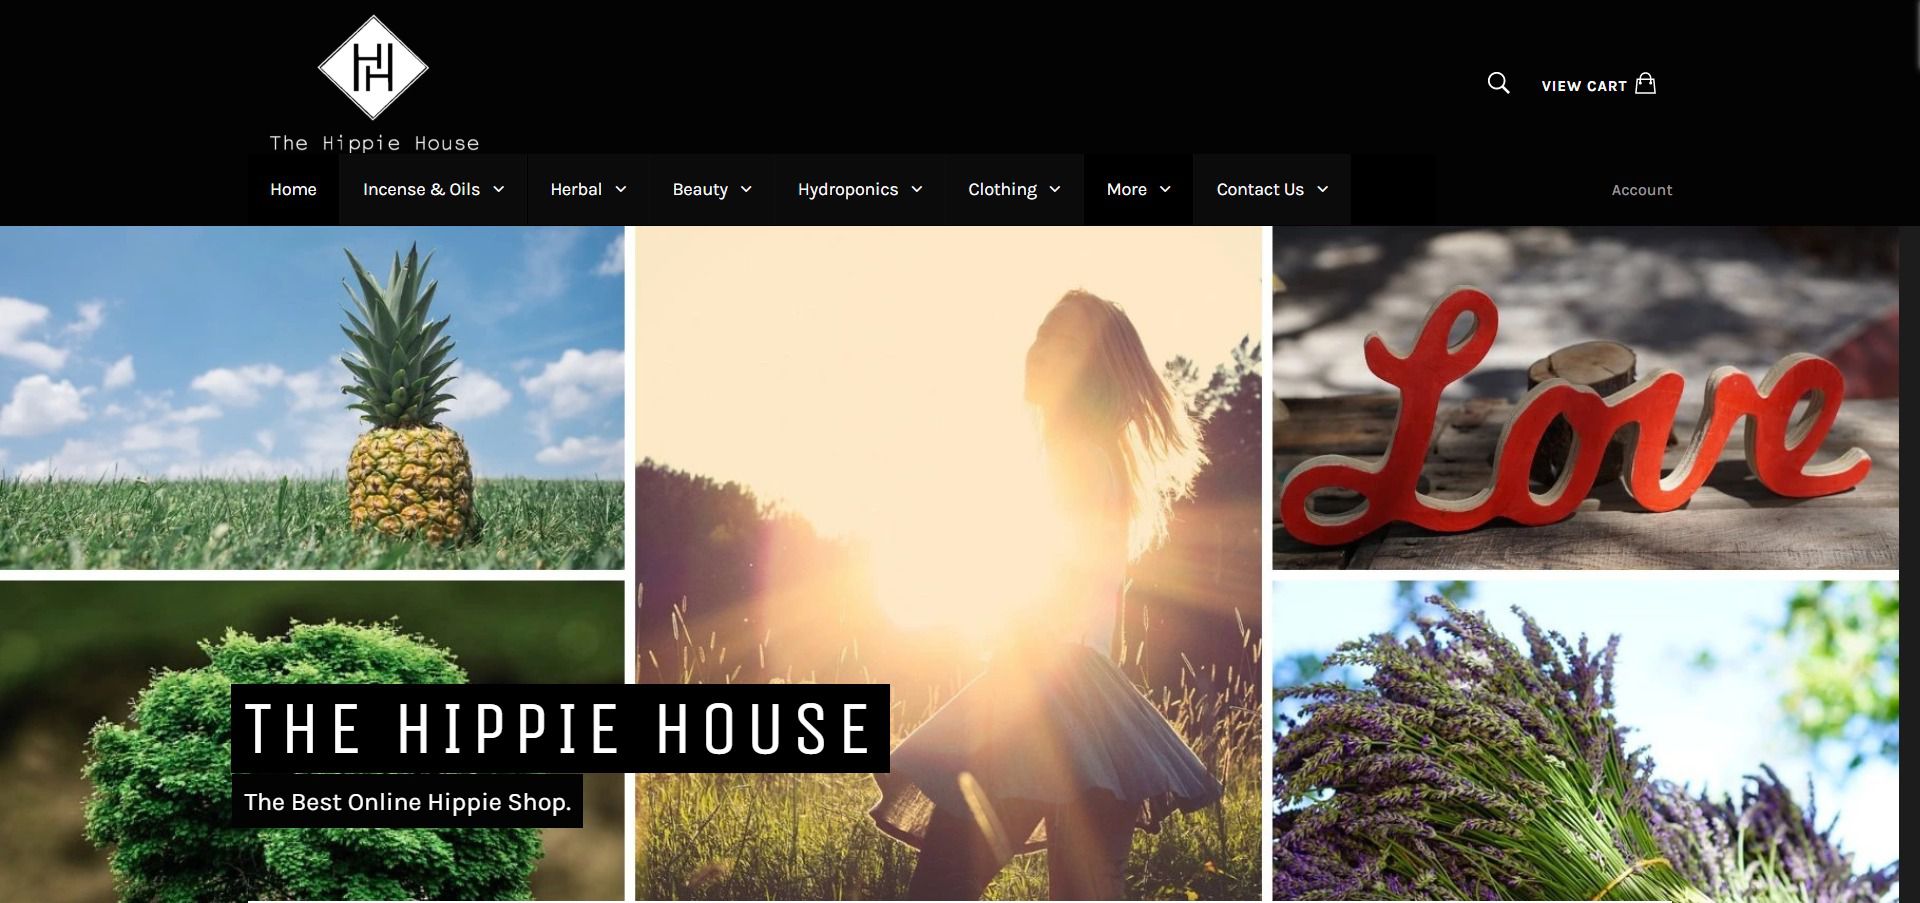 The Hippie House
VIEW CART
Home Incense & Oils Herbal Beauty Hydroponics Clothing More Contact Us Account
Love
THE HIPPIE HOUSE
The Best Online Hippie Shop.